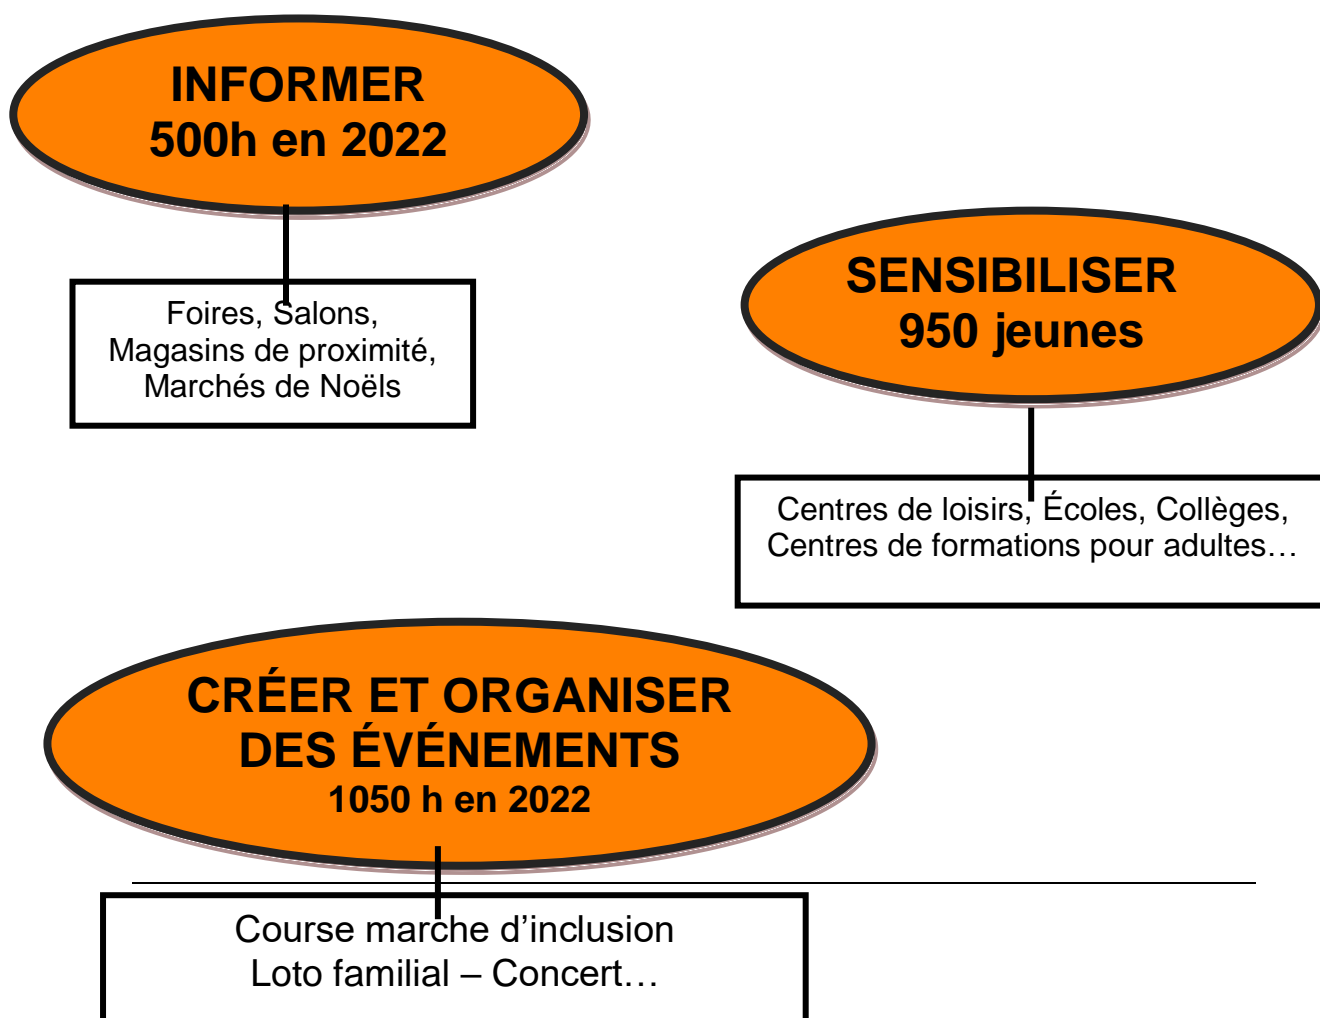 INFORMER
500h en 2022
Foires, Salons,
Magasins de proximité,
Marchés de Noëls
SENSIBILISER
950 jeunes
Centres de loisirs, Écoles, Collèges,
Centres de formations pour adultes…
CRÉER ET ORGANISER
DES ÉVÉNEMENTS
1050 h en 2022
Course marche d’inclusion
Loto familial – Concert…